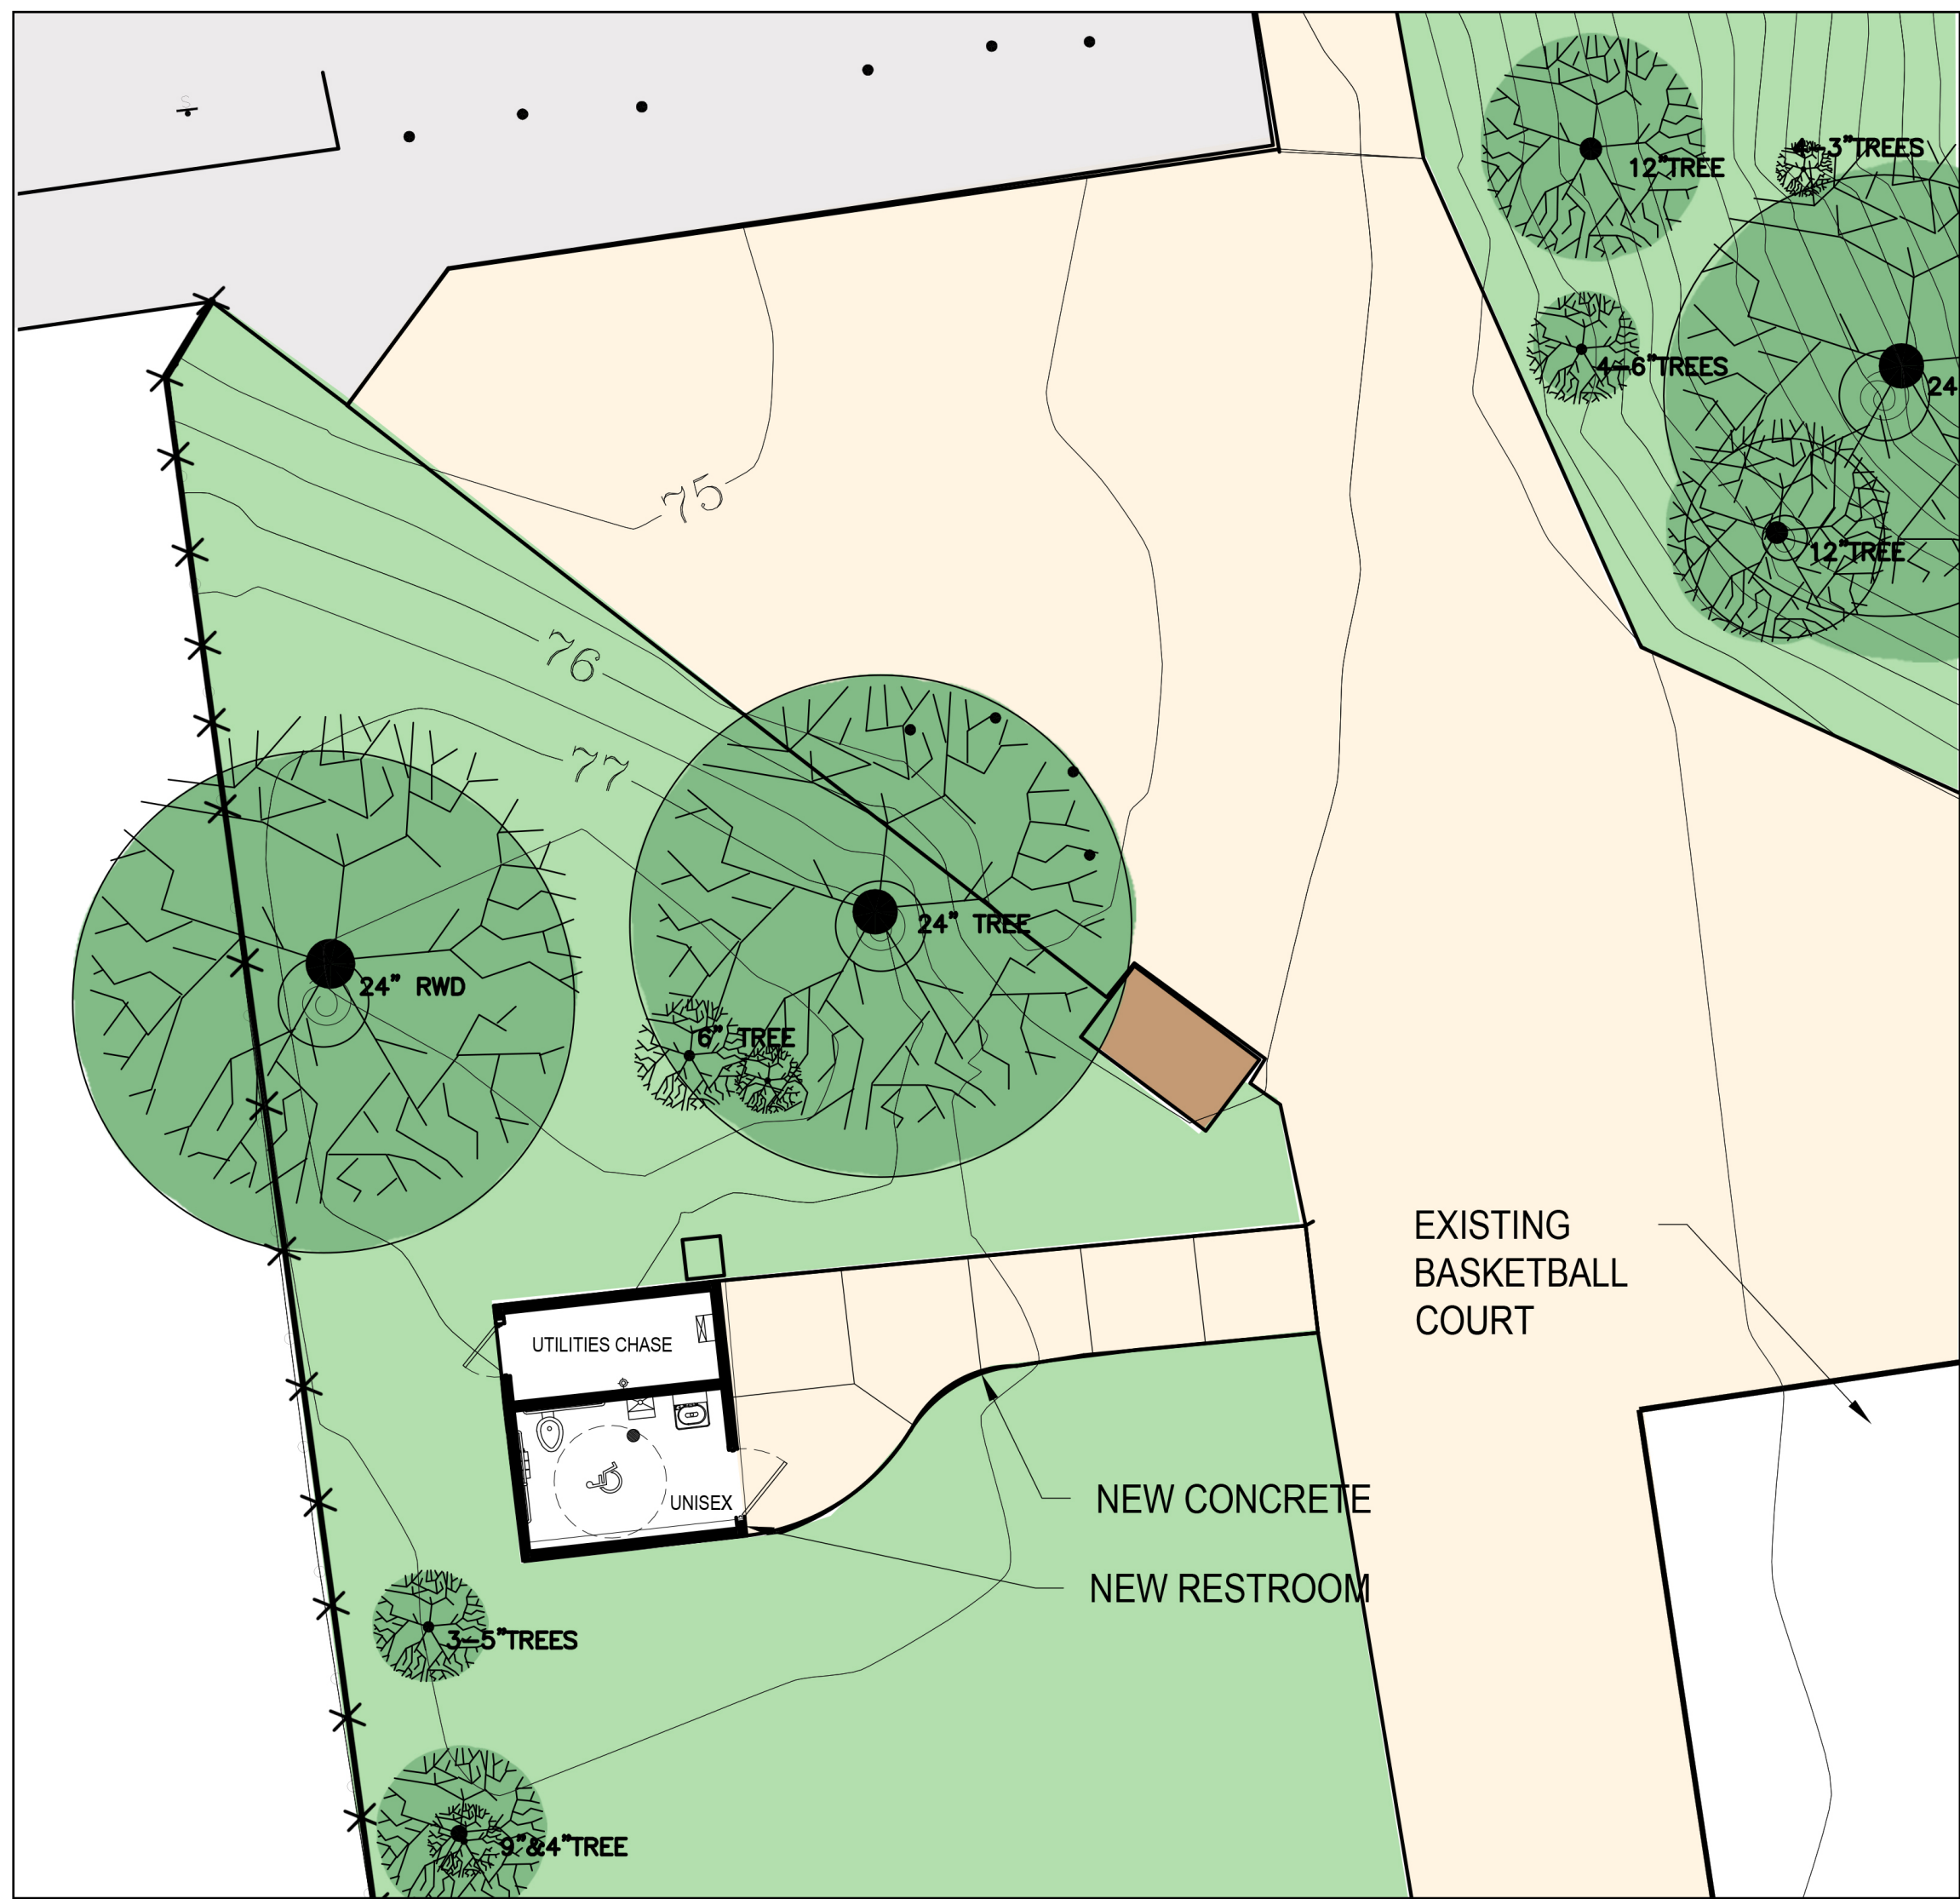 12"TREE
4-3"TREES
4-6"TREES
24
75
12"TREE
76
77
24" TREE
24" RWD
6" TREE
EXISTING
BASKETBALL
COURT
UTILITIES CHASE
UNISEX
NEW CONCRETE
NEW RESTROOM
3-5"TREES
9"&4"TREE